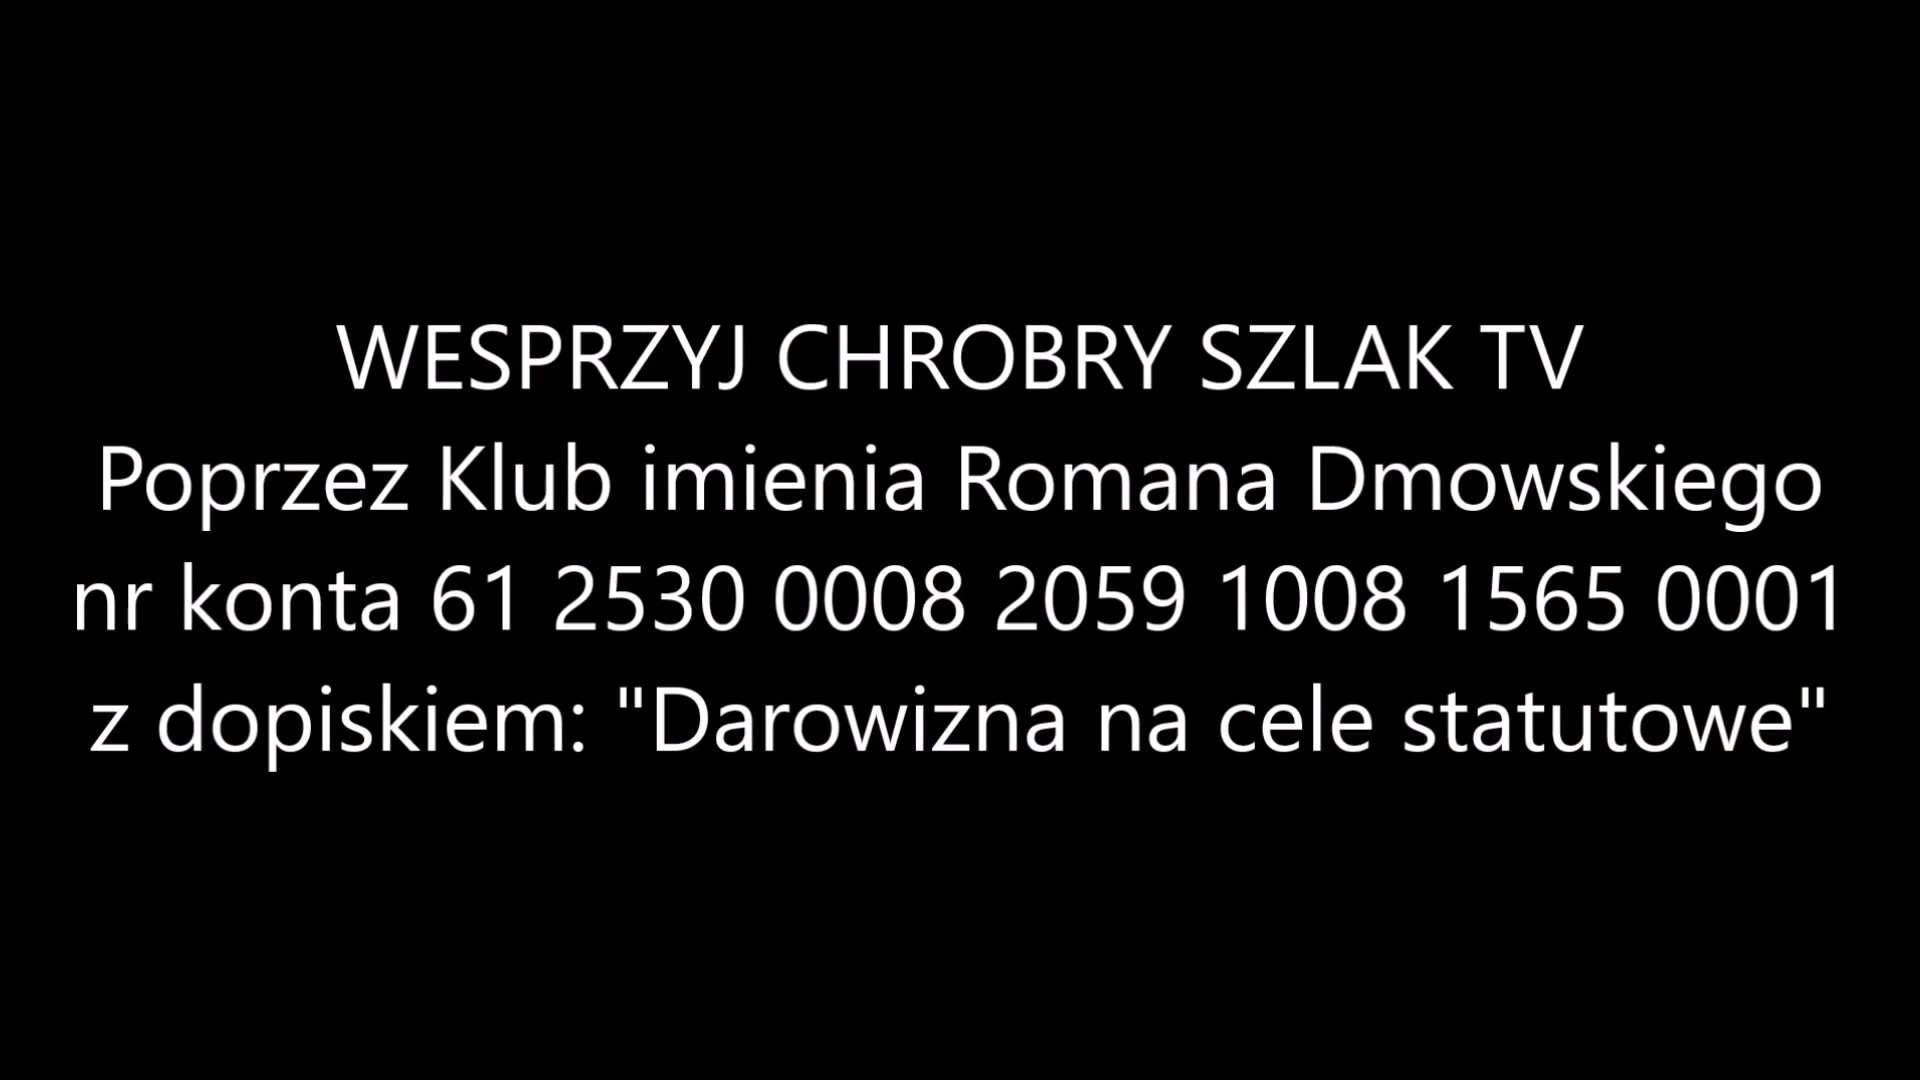 WESPRZYJ CHROBRY SZLAK TV
Poprzez Klub imienia Romana Dmowskiego
nr konta 61 2530 0008 2059 1008 1565 0001
z dopiskiem: "Darowizna na cele statutowe"